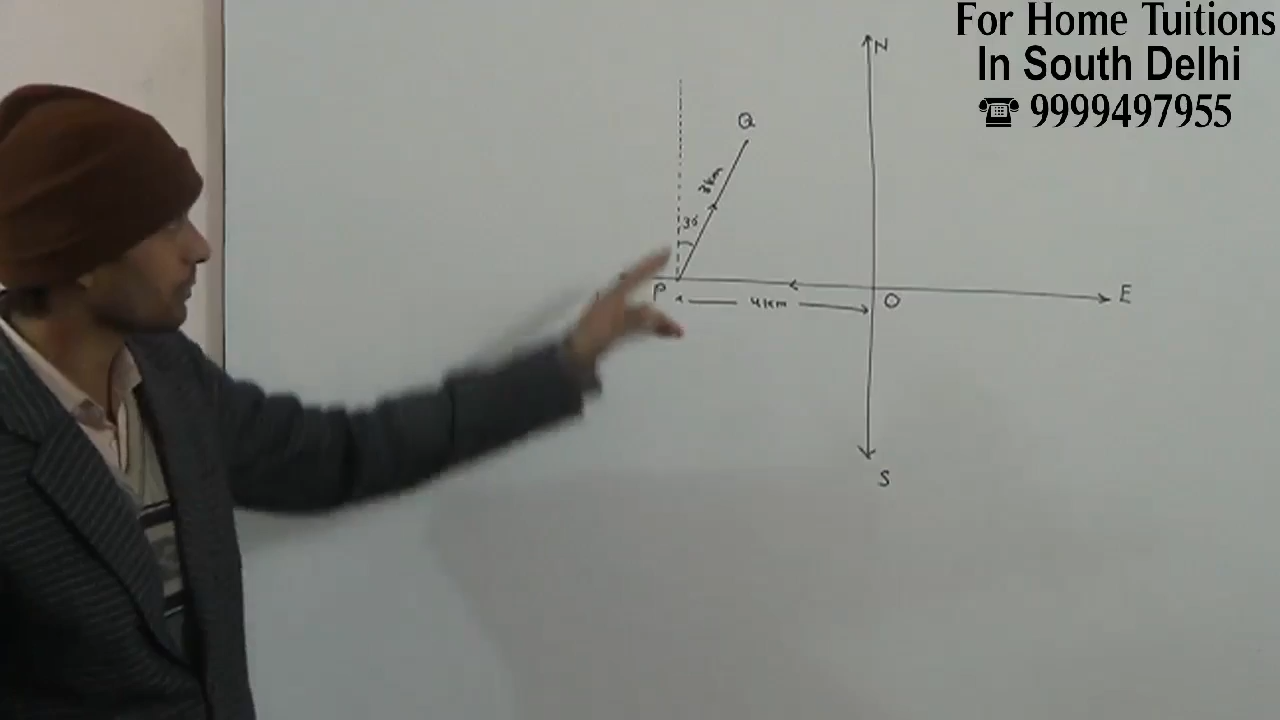 For Home Tuitions
In South Delhi
☎ 9999497955
N
Q
3km
30°
P
4km
O
E
S